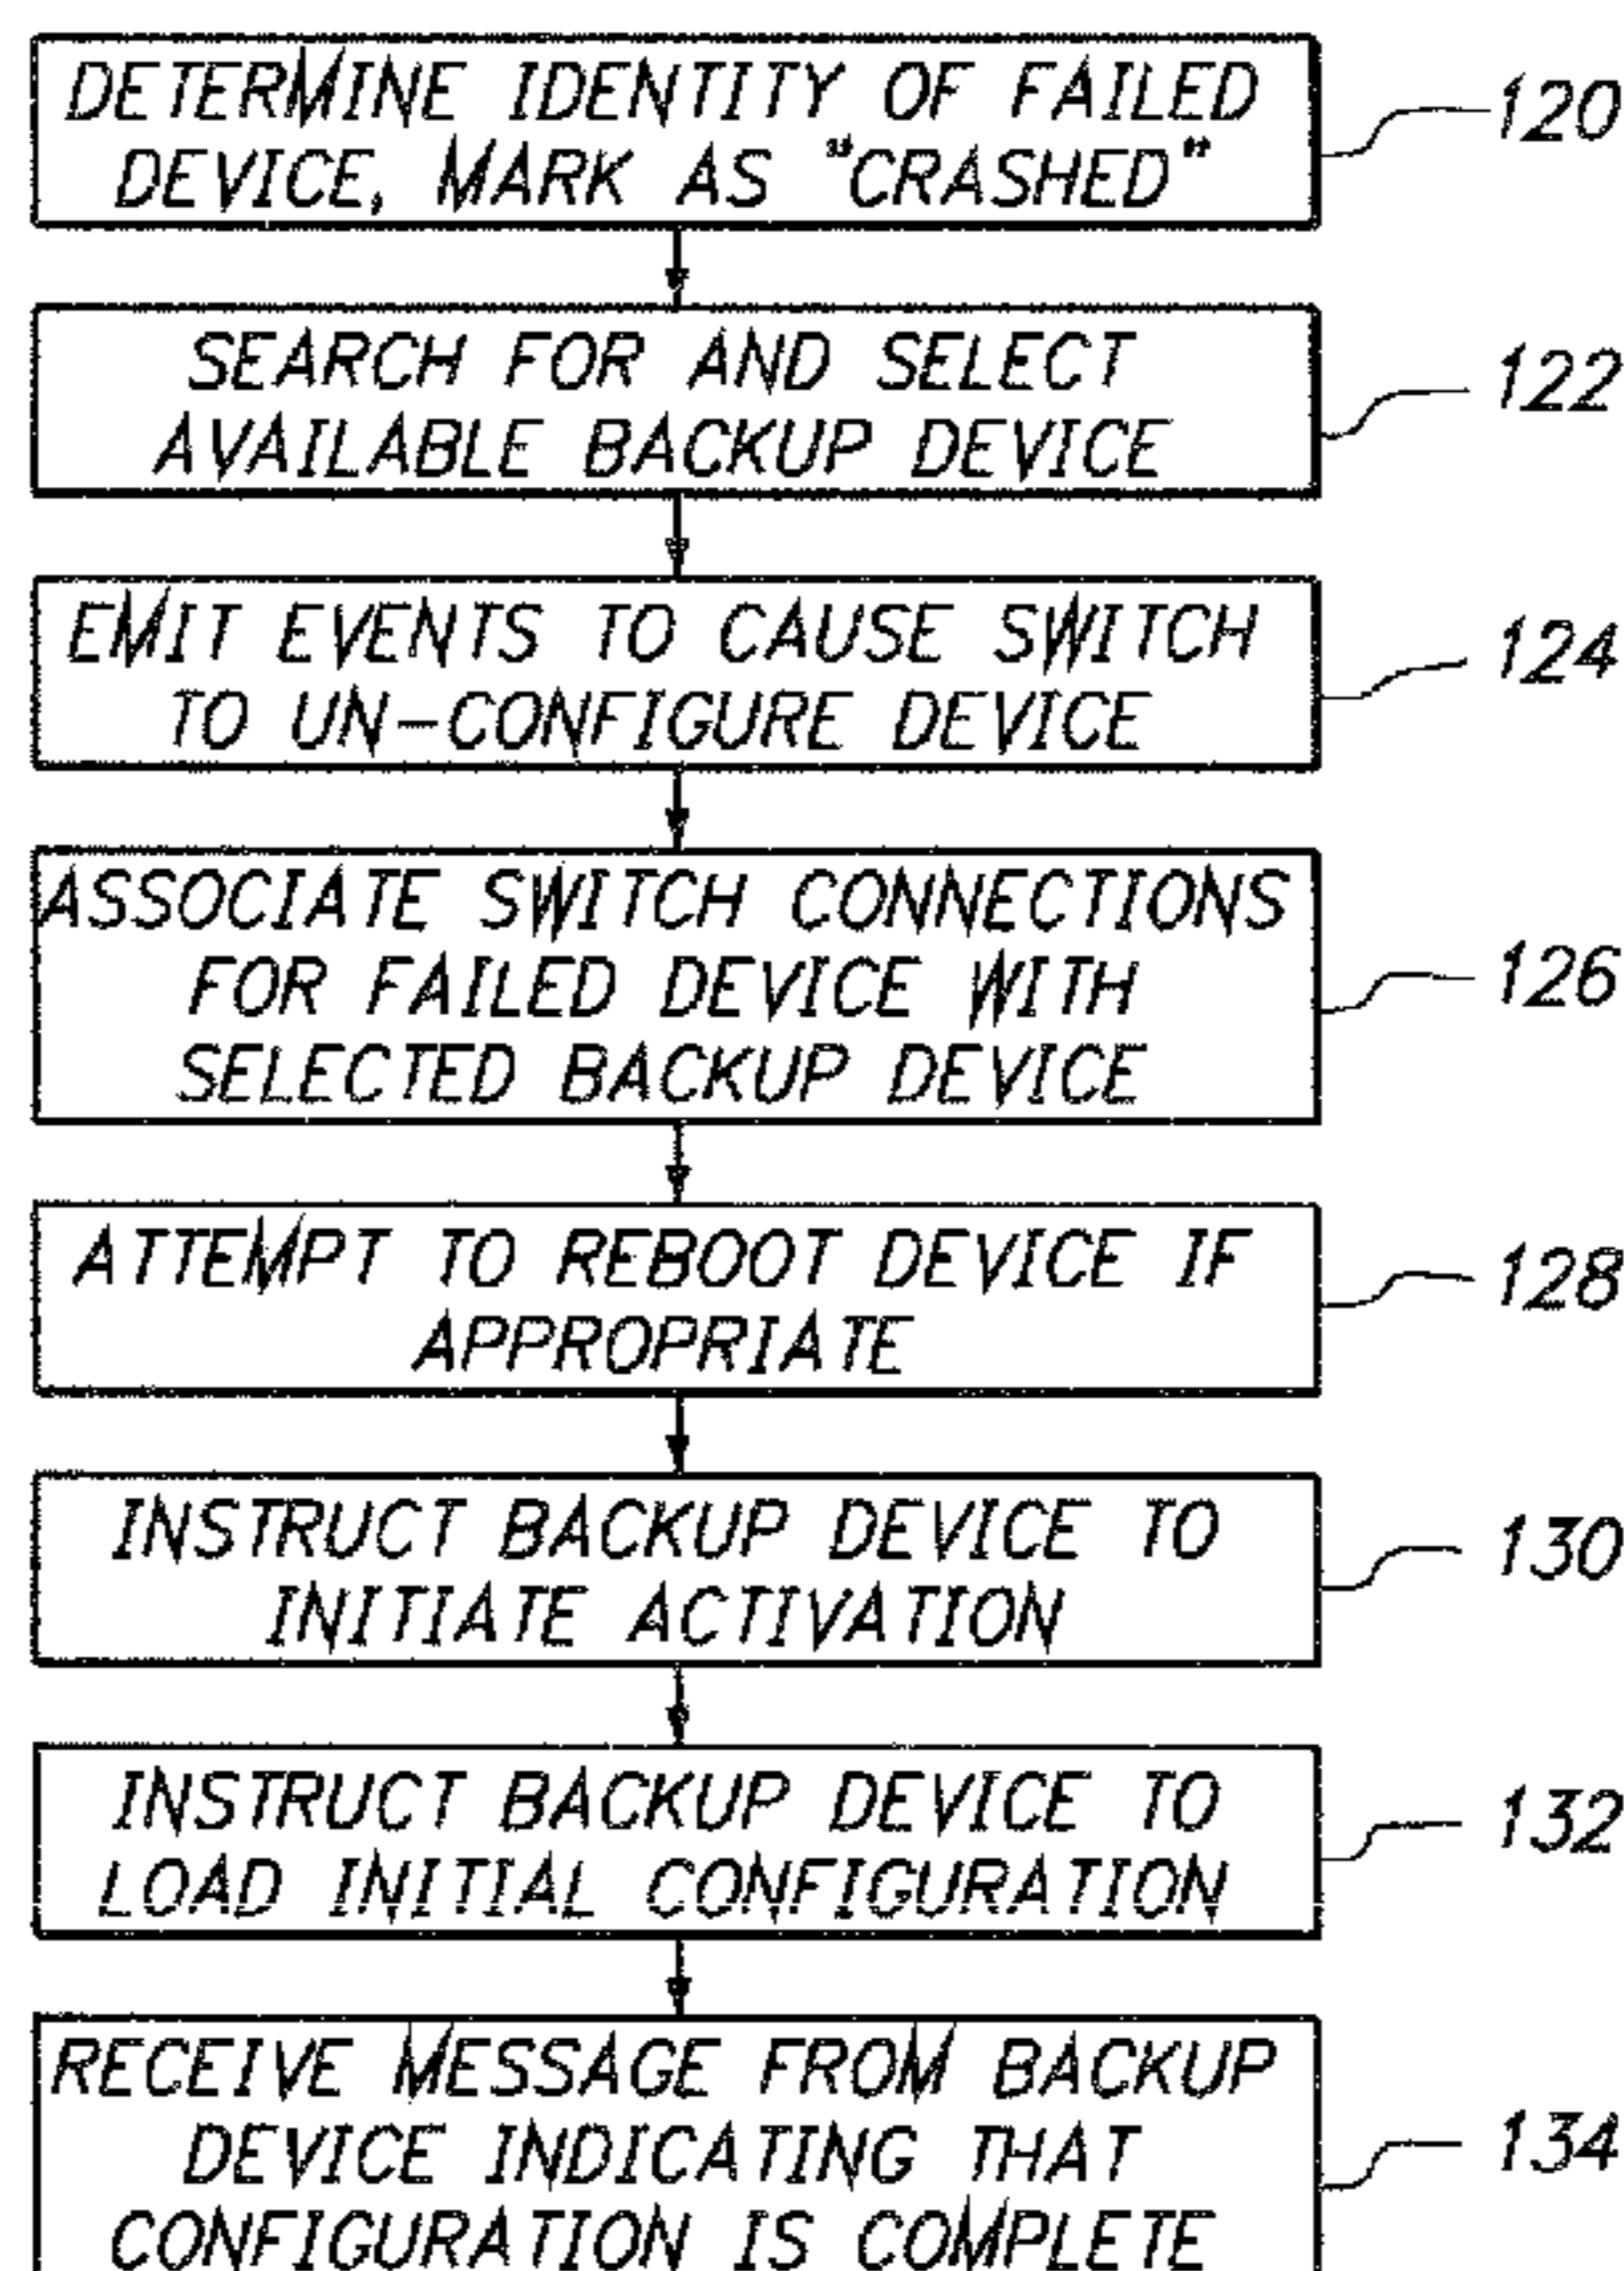 DETERMINE IDENTITY OF FAILED
DEVICE, MARK AS "CRASHED"
120
SEARCH FOR AND SELECT
AVAILABLE BACKUP DEVICE
122
EMIT EVENTS TO CAUSE SWITCH
TO UN-CONFIGURE DEVICE
124
ASSOCIATE SWITCH CONNECTIONS
FOR FAILED DEVICE WITH
SELECTED BACKUP DEVICE
126
ATTEMPT TO REBOOT DEVICE IF
APPROPRIATE
128
INSTRUCT BACKUP DEVICE TO
INITIATE ACTIVATION
130
INSTRUCT BACKUP DEVICE TO
LOAD INITIAL CONFIGURATION
132
RECEIVE MESSAGE FROM BACKUP
DEVICE INDICATING THAT
CONFIGURATION IS COMPLETE
134